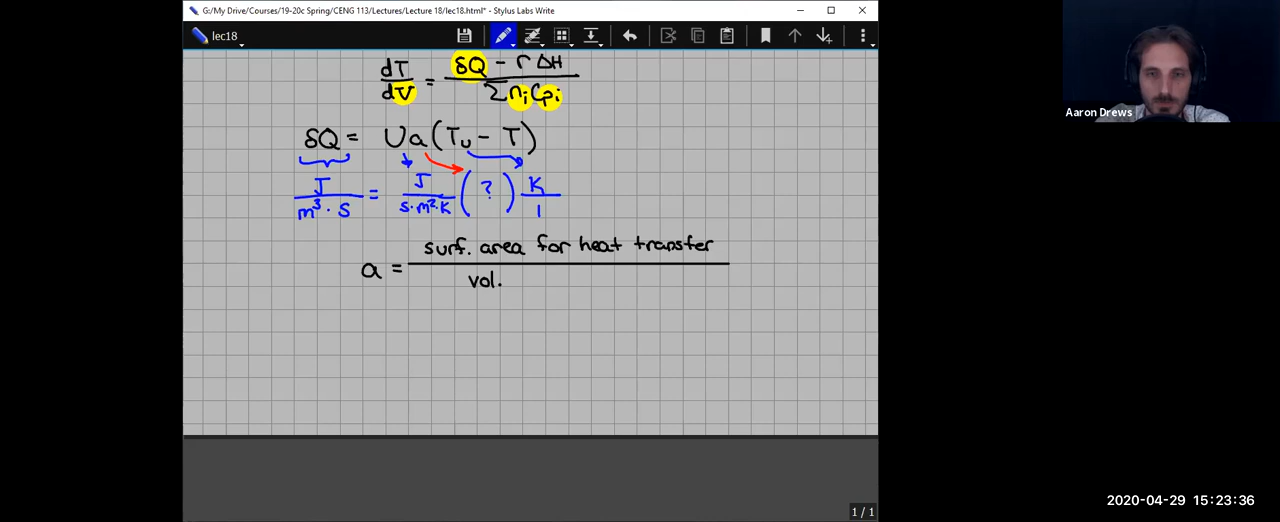 G:/My Drive/Courses/19-20c Spring/CENG 113/Lectures/Lecture 18/lec18.html* - Stylus Labs Write
lec18
dT/dV = (δQ - rΔH)/(Σ ṅi Cpi)
δQ = Ua(Tu - T)
J/(m³·s) = J/(s·m²·K) (?) K/1
a = surf. area for heat transfer / vol.
1 / 1
Aaron Drews
2020-04-29 15:23:36